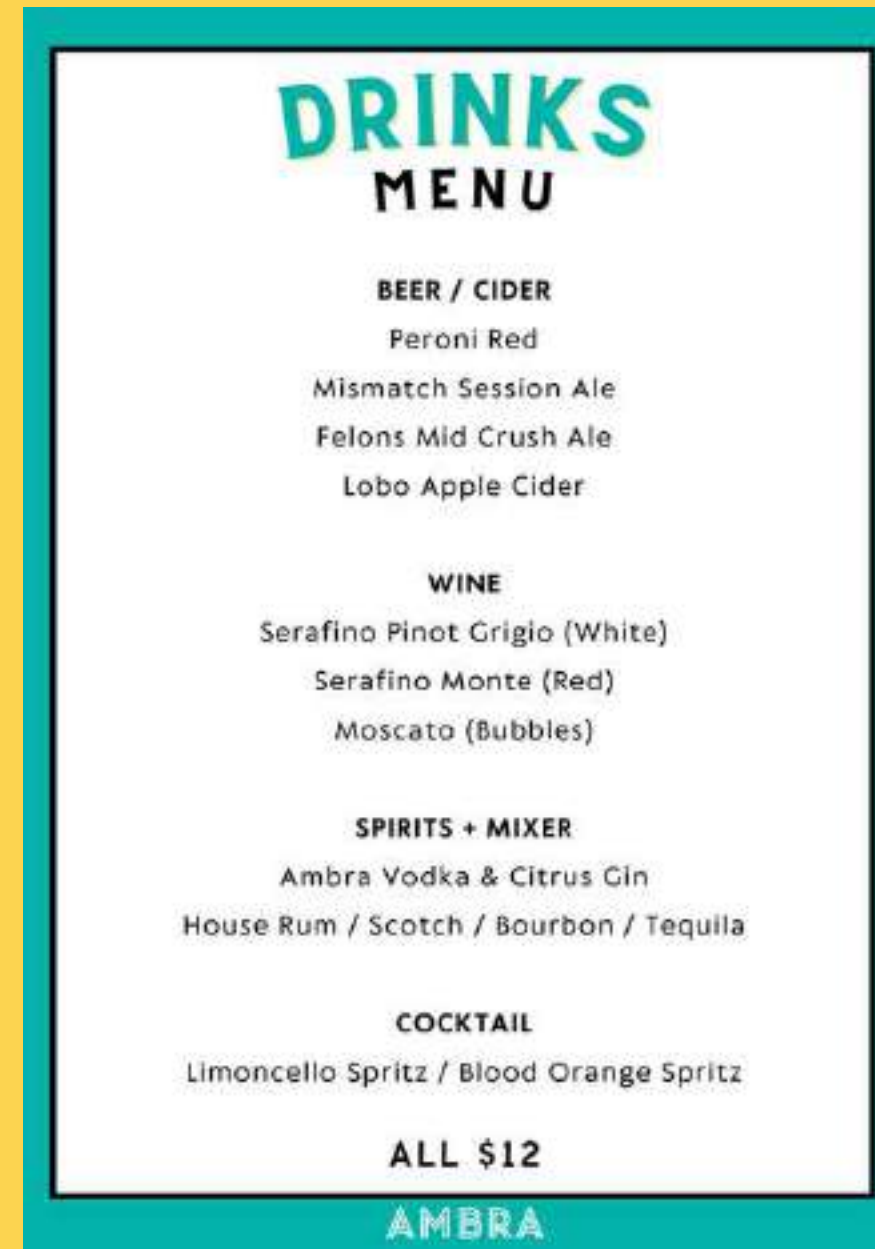 DRINKS
MENU
BEER / CIDER
Peroni Red
Mismatch Session Ale
Felons Mid Crush Ale
Lobo Apple Cider
WINE
Serafino Pinot Grigio (White)
Serafino Monte (Red)
Moscato (Bubbles)
SPIRITS + MIXER
Ambra Vodka & Citrus Gin
House Rum / Scotch / Bourbon / Tequila
COCKTAIL
Limoncello Spritz / Blood Orange Spritz
ALL $12
AMBRA